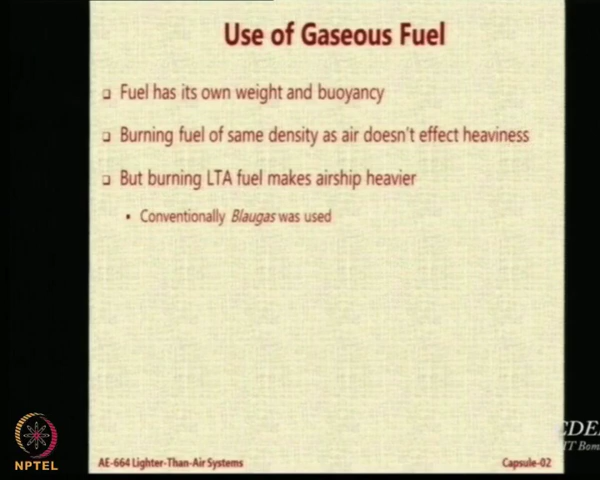 Use of Gaseous Fuel
Fuel has its own weight and buoyancy
Burning fuel of same density as air doesn't effect heaviness
But burning LTA fuel makes airship heavier
Conventionally Blaugas was used
NPTEL
AE-664 Lighter-Than-Air Systems
Capsule-02